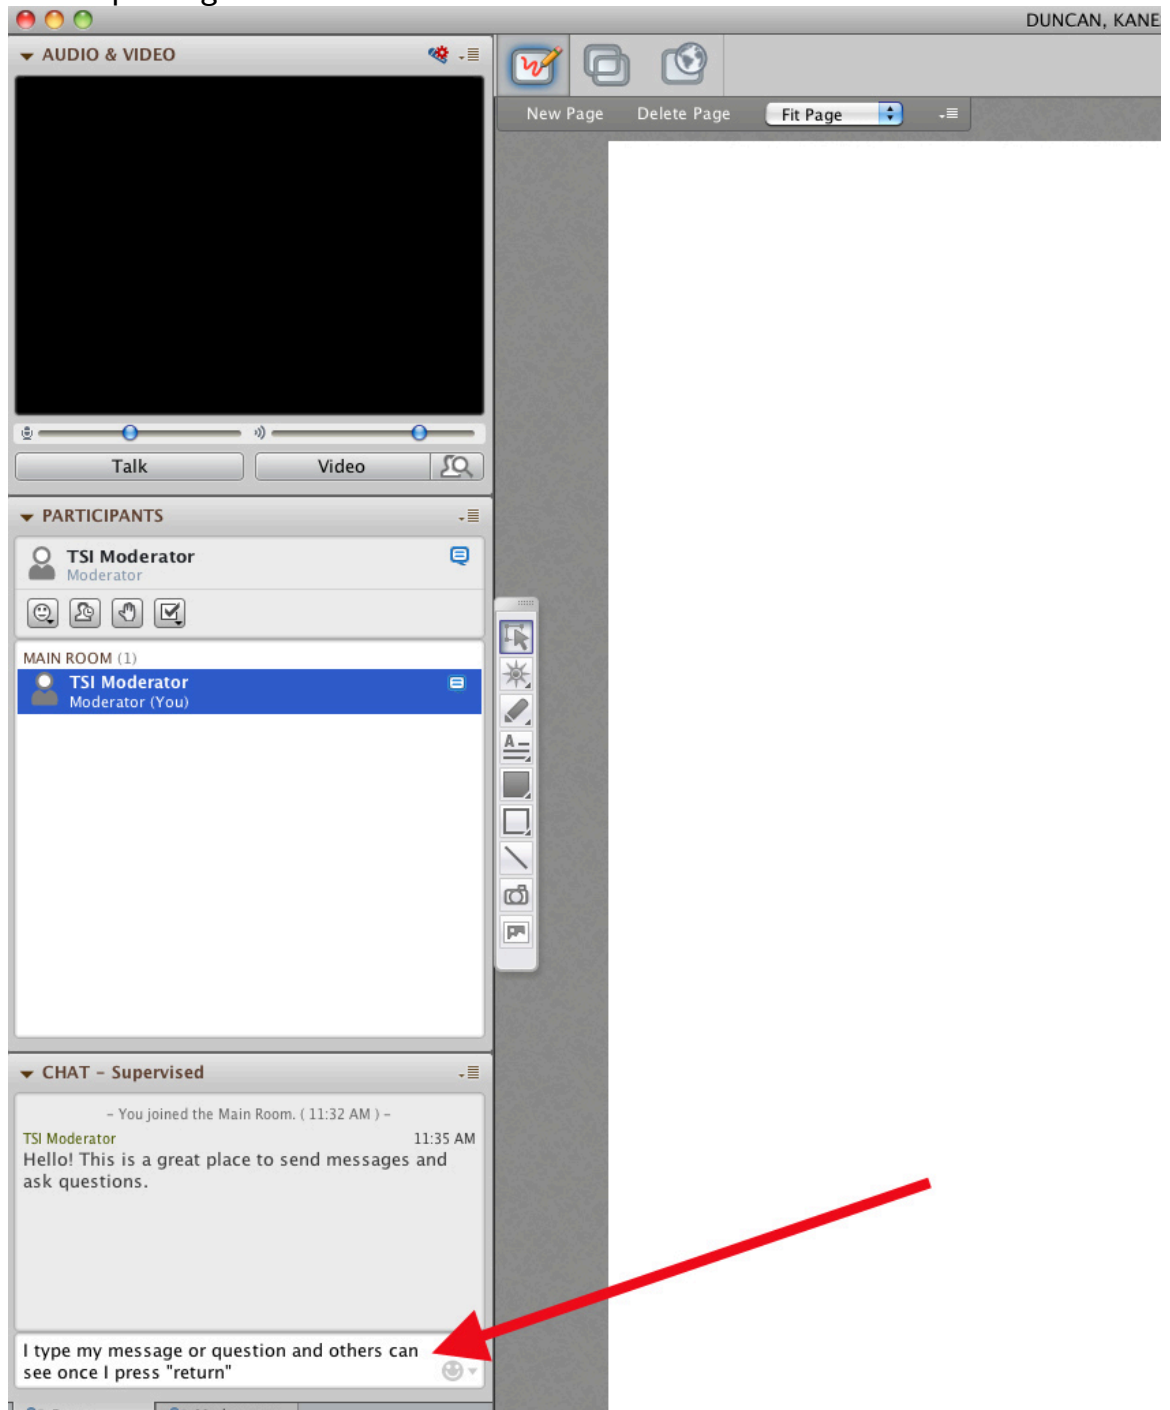 DUNCAN, KANE
AUDIO & VIDEO
New Page Delete Page Fit Page
Talk Video
PARTICIPANTS
TSI Moderator
Moderator
MAIN ROOM (1)
TSI Moderator
Moderator (You)
CHAT – Supervised
– You joined the Main Room. ( 11:32 AM ) –
TSI Moderator 11:35 AM
Hello! This is a great place to send messages and
ask questions.
I type my message or question and others can
see once I press "return"